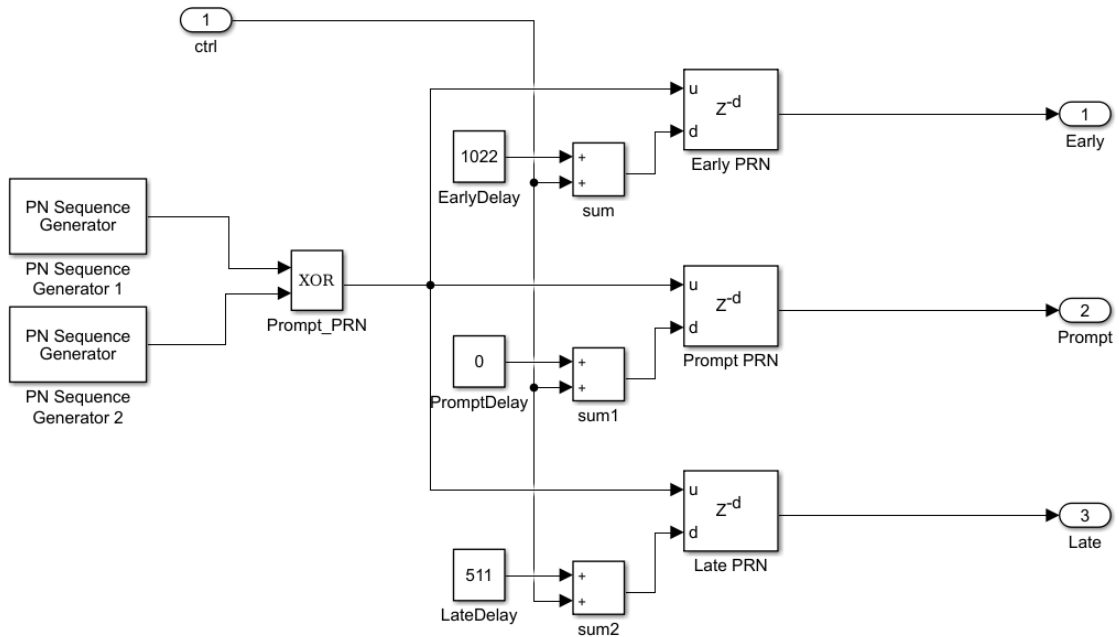 1
ctrl
u
Z-d
d
Early PRN
1
Early
1022
EarlyDelay
+
+
sum
PN Sequence
Generator
PN Sequence
Generator 1
XOR
Prompt_PRN
PN Sequence
Generator
PN Sequence
Generator 2
u
Z-d
d
Prompt PRN
2
Prompt
0
PromptDelay
+
+
sum1
u
Z-d
d
Late PRN
3
Late
511
LateDelay
+
+
sum2